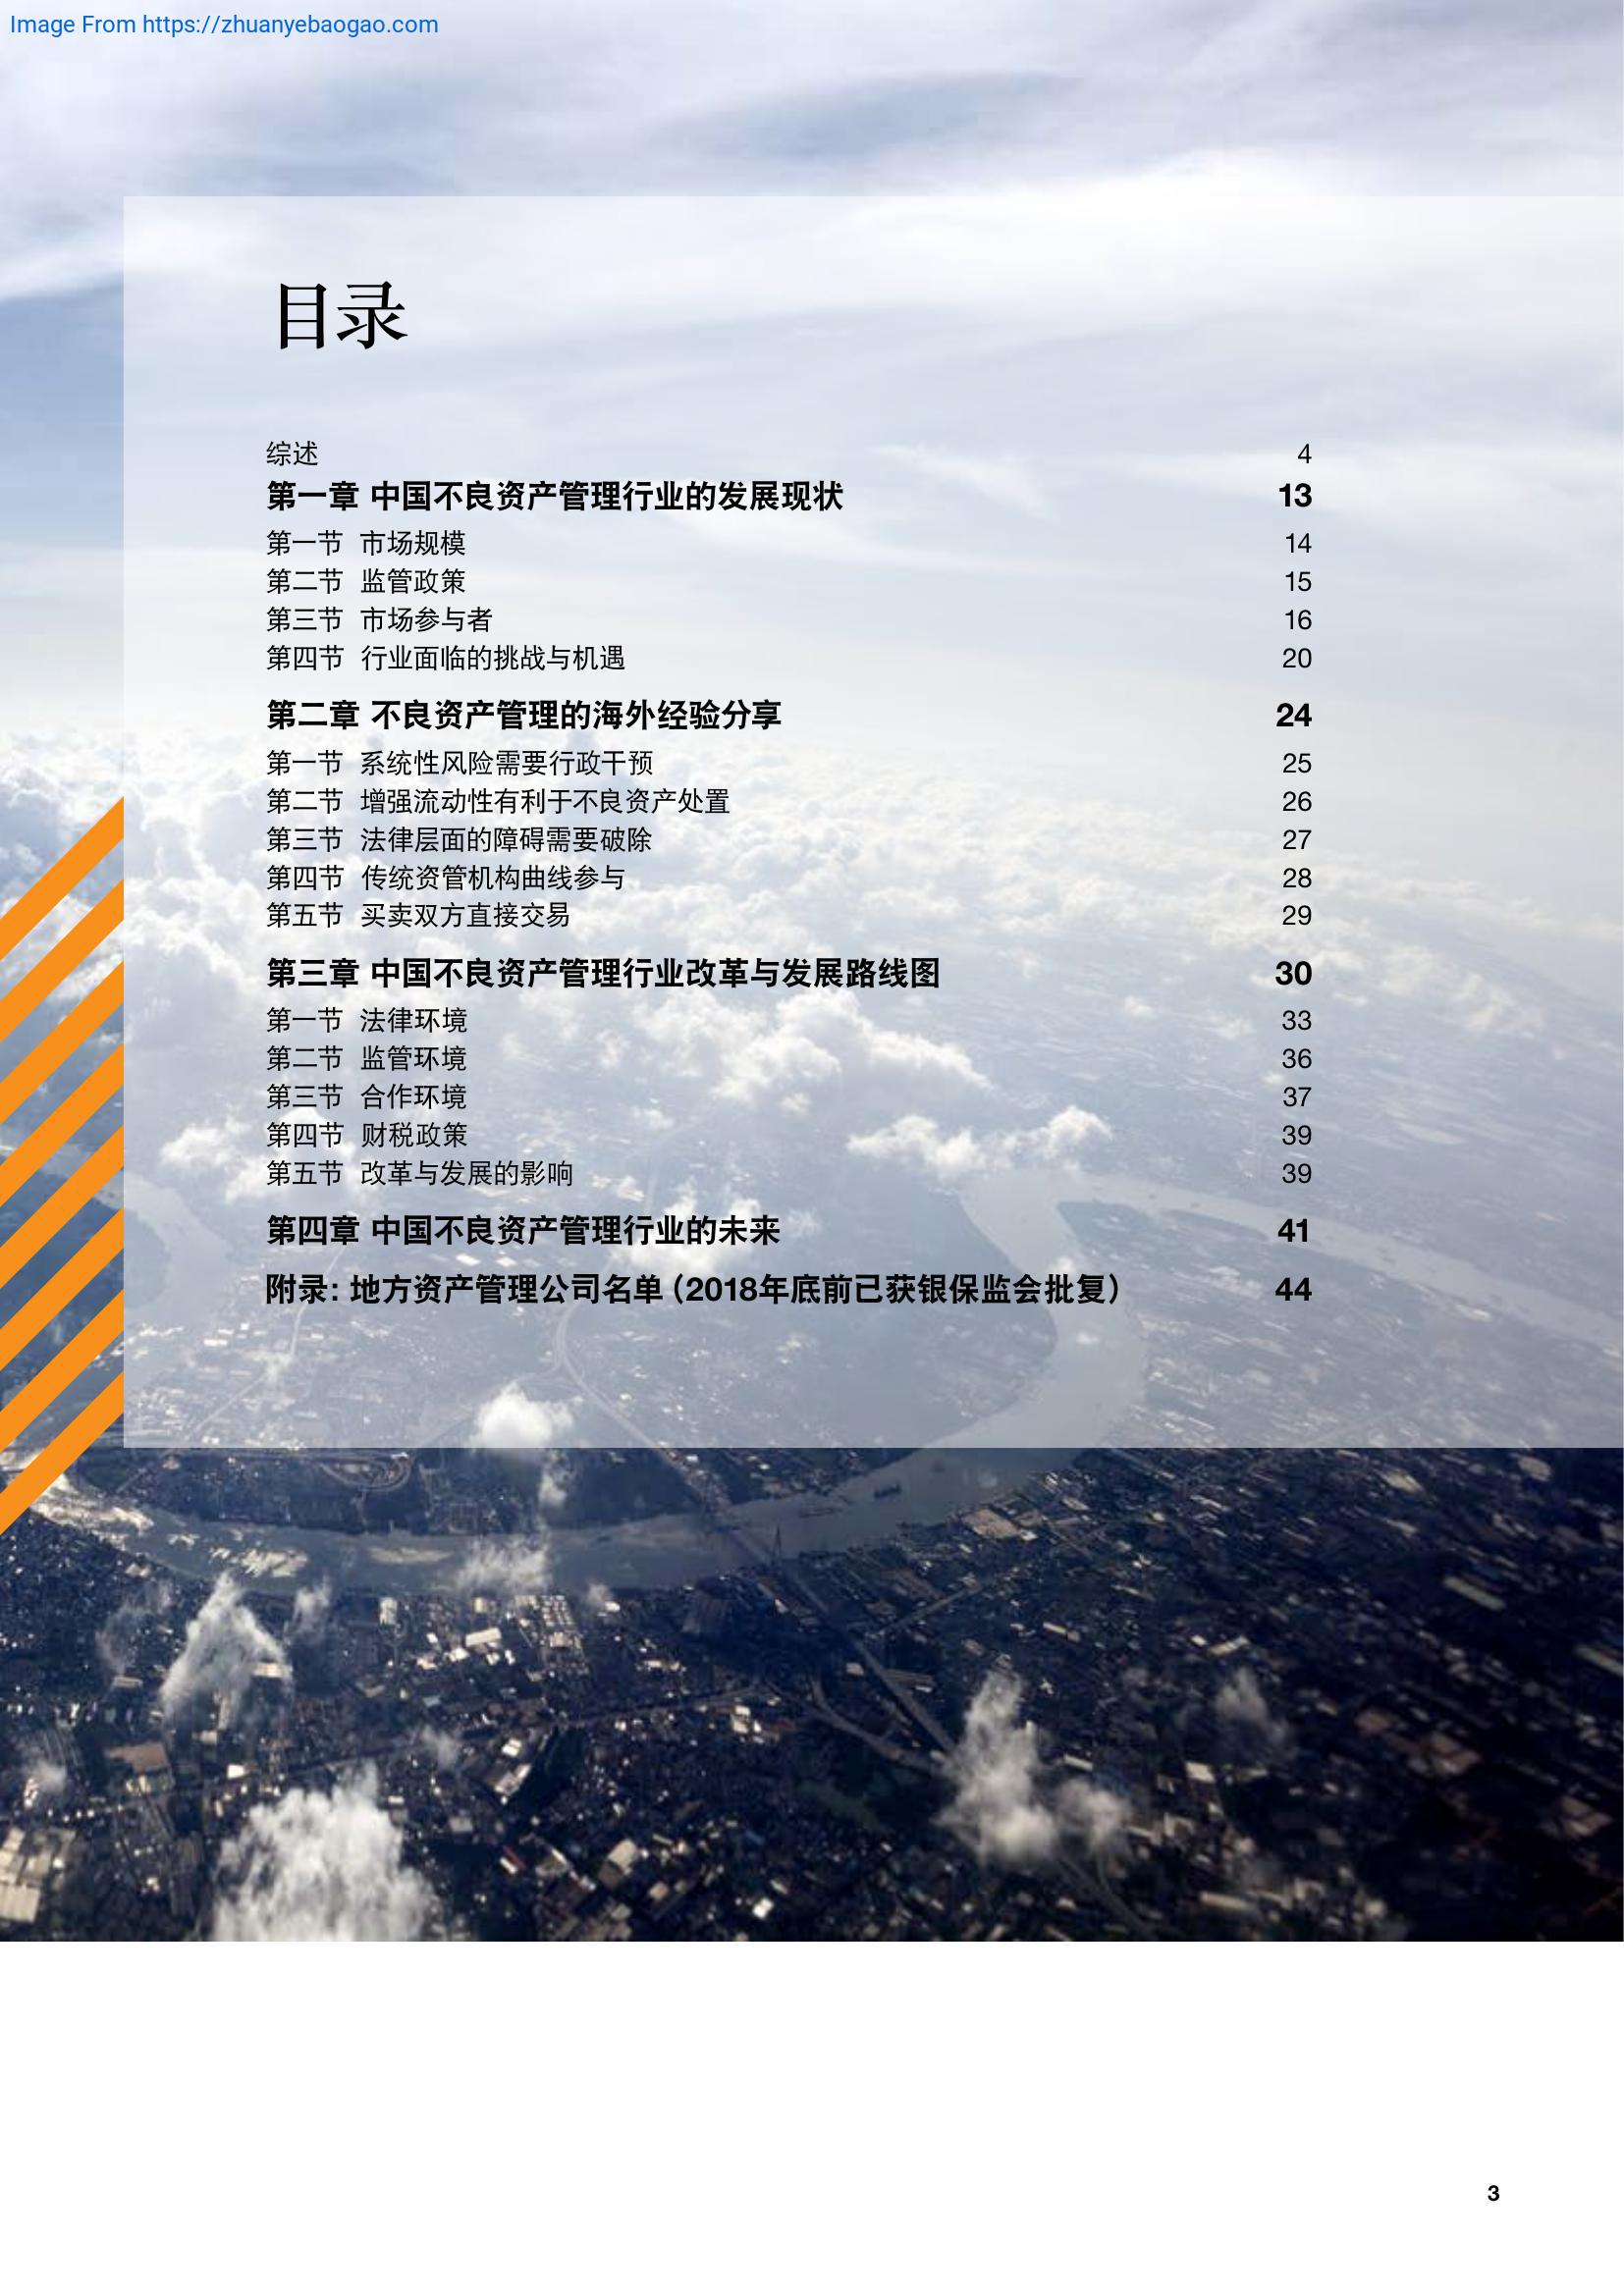 Image From https://zhuanyebaogao.com
目录
综述 4
第一章 中国不良资产管理行业的发展现状 13
第一节 市场规模 14
第二节 监管政策 15
第三节 市场参与者 16
第四节 行业面临的挑战与机遇 20
第二章 不良资产管理的海外经验分享 24
第一节 系统性风险需要行政干预 25
第二节 增强流动性有利于不良资产处置 26
第三节 法律层面的障碍需要破除 27
第四节 传统资管机构曲线参与 28
第五节 买卖双方直接交易 29
第三章 中国不良资产管理行业改革与发展路线图 30
第一节 法律环境 33
第二节 监管环境 36
第三节 合作环境 37
第四节 财税政策 39
第五节 改革与发展的影响 39
第四章 中国不良资产管理行业的未来 41
附录：地方资产管理公司名单（2018年底前已获银保监会批复） 44
3